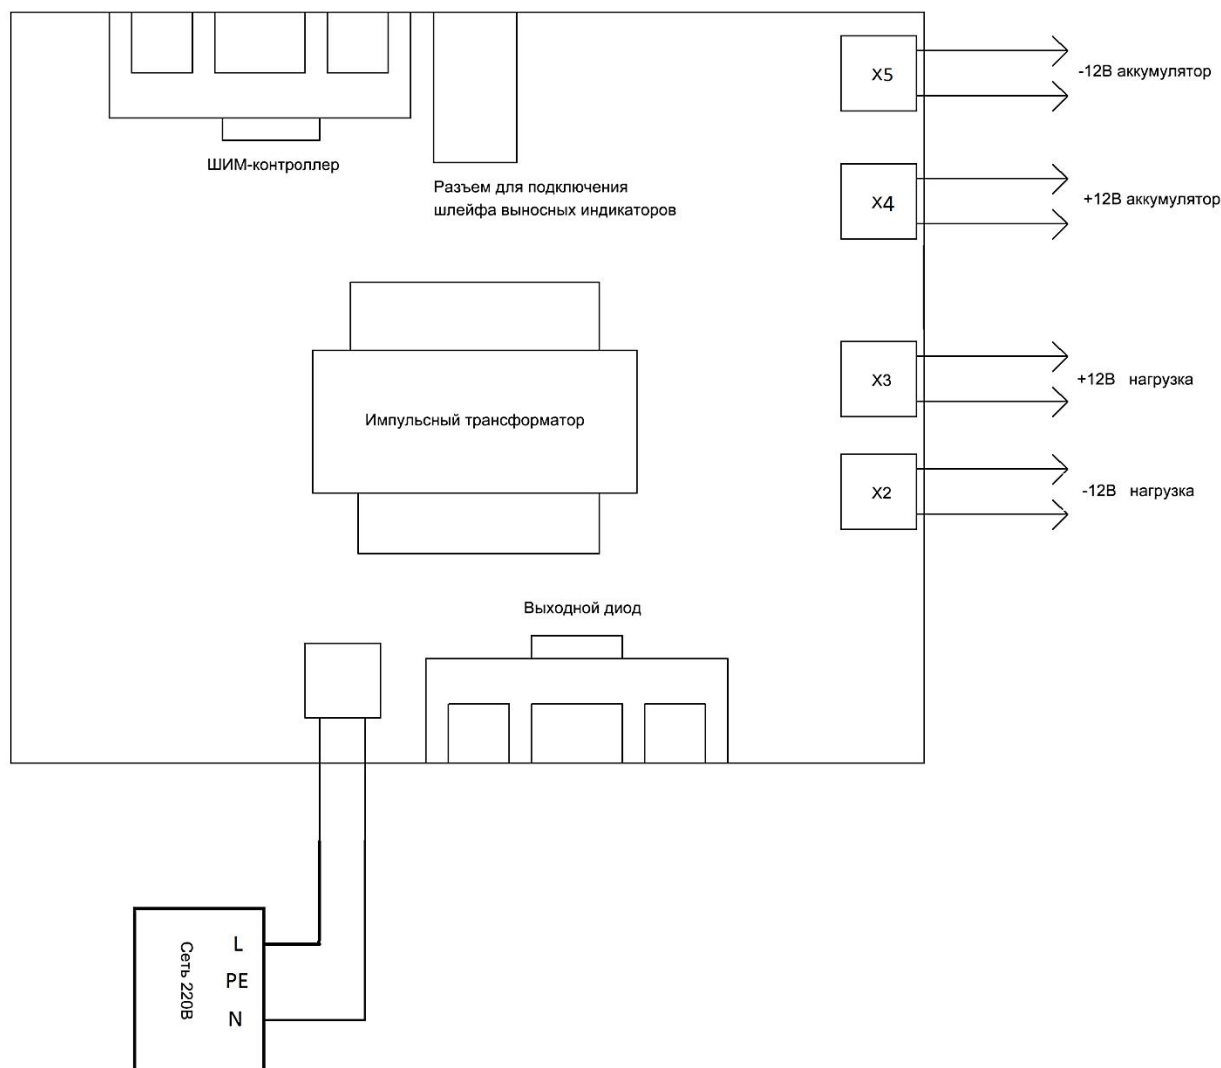 X5
-12В аккумулятор
ШИМ-контроллер
Разъем для подключения
шлейфа выносных индикаторов
X4
+12В аккумулятор
X3
+12В нагрузка
Импульсный трансформатор
X2
-12В нагрузка
Выходной диод
Сеть 220В
L
PE
N